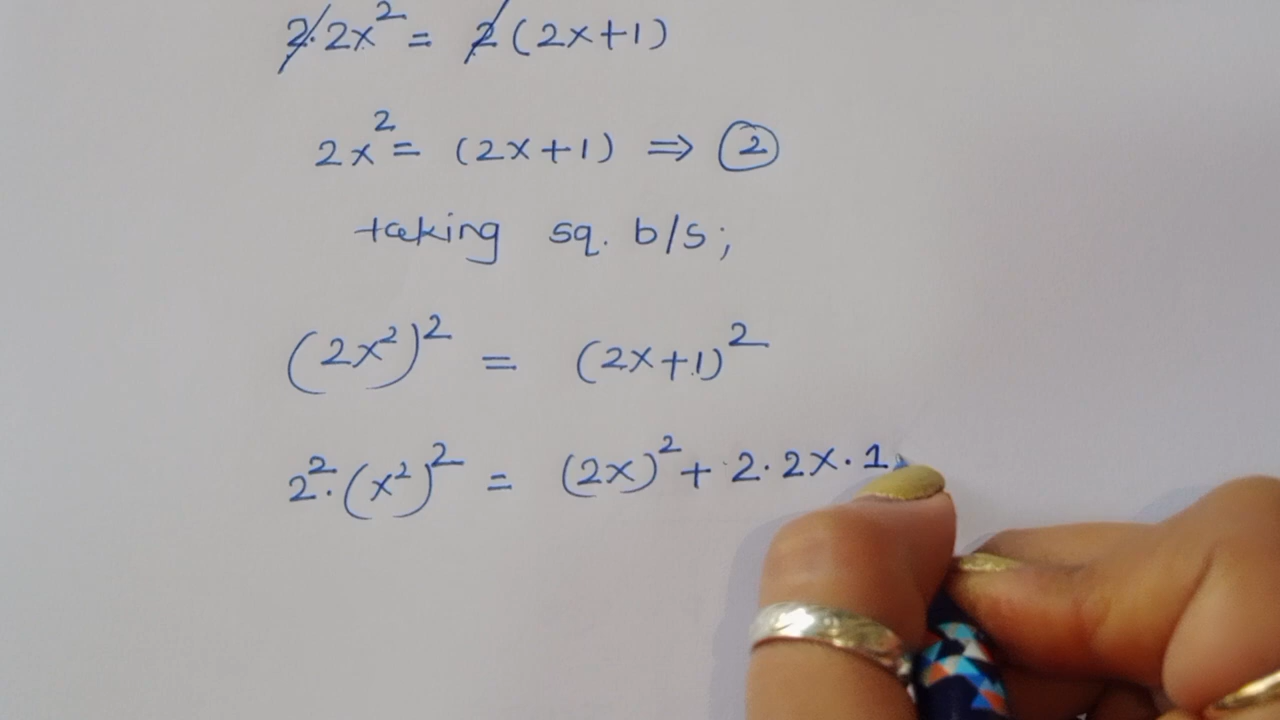 2·2x² = 2(2x+1)
2x² = (2x+1) ⇒ ②
taking sq. b/s;
(2x²)² = (2x+1)²
2²·(x²)² = (2x)² + 2·2x·1